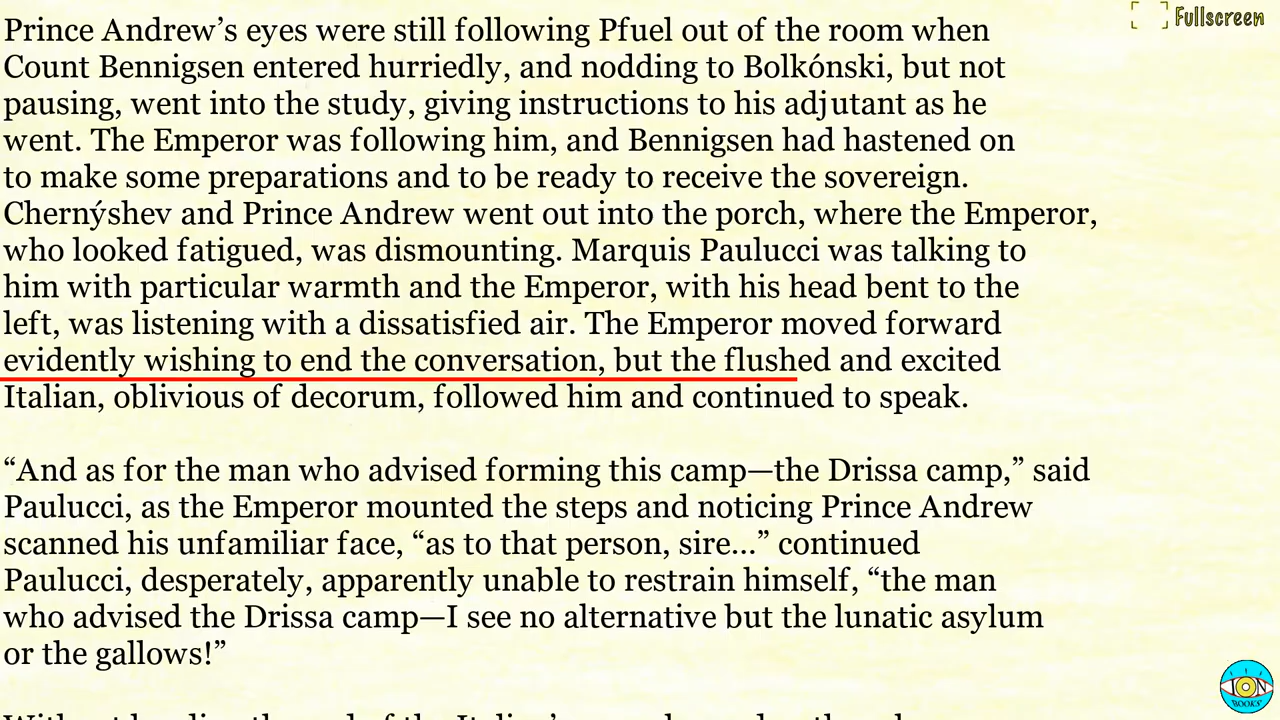 Fullscreen
Prince Andrew’s eyes were still following Pfuel out of the room when
Count Bennigsen entered hurriedly, and nodding to Bolkónski, but not
pausing, went into the study, giving instructions to his adjutant as he
went. The Emperor was following him, and Bennigsen had hastened on
to make some preparations and to be ready to receive the sovereign.
Chernýshev and Prince Andrew went out into the porch, where the Emperor,
who looked fatigued, was dismounting. Marquis Paulucci was talking to
him with particular warmth and the Emperor, with his head bent to the
left, was listening with a dissatisfied air. The Emperor moved forward
evidently wishing to end the conversation, but the flushed and excited
Italian, oblivious of decorum, followed him and continued to speak.
“And as for the man who advised forming this camp—the Drissa camp,” said
Paulucci, as the Emperor mounted the steps and noticing Prince Andrew
scanned his unfamiliar face, “as to that person, sire...” continued
Paulucci, desperately, apparently unable to restrain himself, “the man
who advised the Drissa camp—I see no alternative but the lunatic asylum
or the gallows!”
ION
BOOKS